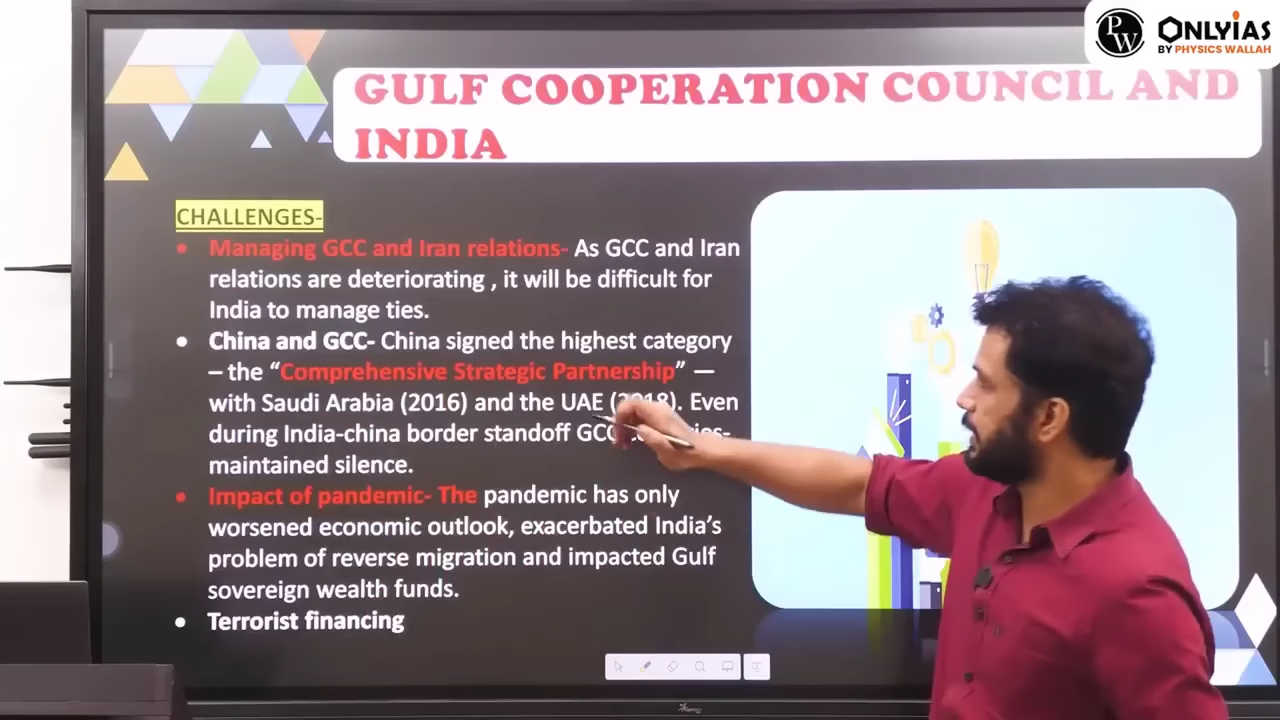 PW ONLYIAS
BY PHYSICS WALLAH
GULF COOPERATION COUNCIL AND
INDIA
CHALLENGES-
• Managing GCC and Iran relations- As GCC and Iran
relations are deteriorating , it will be difficult for
India to manage ties.
• China and GCC- China signed the highest category
– the “Comprehensive Strategic Partnership” —
with Saudi Arabia (2016) and the UAE (2018). Even
during India-china border standoff
maintained silence.
• Impact of pandemic- The pandemic has only
worsened economic outlook, exacerbated India’s
problem of reverse migration and impacted Gulf
sovereign wealth funds.
• Terrorist financing